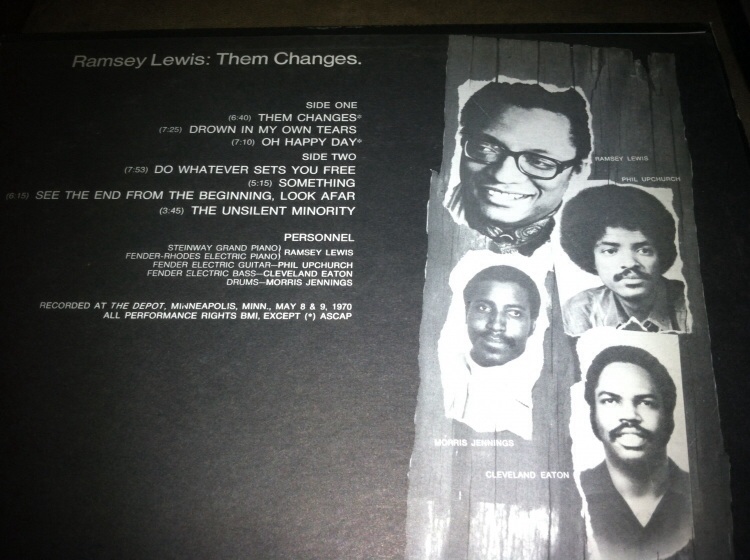 Ramsey Lewis: Them Changes.
SIDE ONE
(6:40) THEM CHANGES*
(7:25) DROWN IN MY OWN TEARS
(7:10) OH HAPPY DAY*
SIDE TWO
(7:53) DO WHATEVER SETS YOU FREE
(5:15) SOMETHING
(6:15) SEE THE END FROM THE BEGINNING, LOOK AFAR
(3:45) THE UNSILENT MINORITY
PERSONNEL
STEINWAY GRAND PIANO)
FENDER-RHODES ELECTRIC PIANO) RAMSEY LEWIS
FENDER ELECTRIC GUITAR—PHIL UPCHURCH
FENDER ELECTRIC BASS—CLEVELAND EATON
DRUMS—MORRIS JENNINGS
RECORDED AT THE DEPOT, MINNEAPOLIS, MINN., MAY 8 & 9, 1970
ALL PERFORMANCE RIGHTS BMI, EXCEPT (*) ASCAP
RAMSEY LEWIS
PHIL UPCHURCH
MORRIS JENNINGS
CLEVELAND EATON